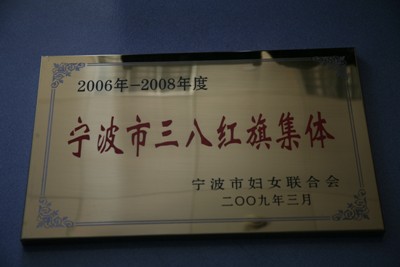 2006年-2008年度
宁波市三八红旗集体
宁波市妇女联合会
二〇〇九年三月